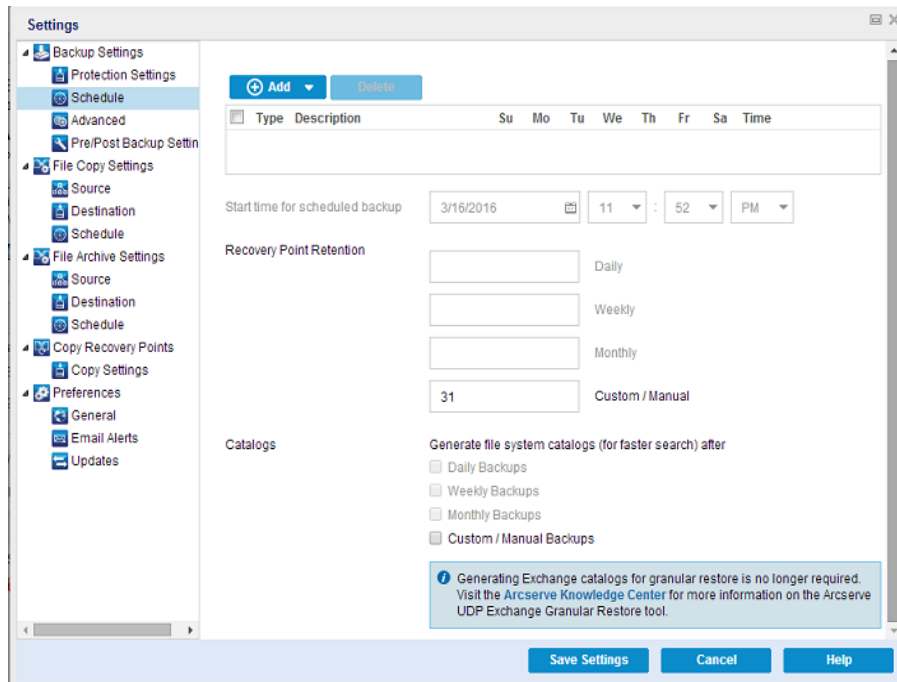 Settings
Backup Settings
Protection Settings
Schedule
Advanced
Pre/Post Backup Settin
File Copy Settings
Source
Destination
Schedule
File Archive Settings
Source
Destination
Schedule
Copy Recovery Points
Copy Settings
Preferences
General
Email Alerts
Updates
Add Delete
Type Description Su Mo Tu We Th Fr Sa Time
Start time for scheduled backup 3/16/2016 11 : 52 PM
Recovery Point Retention
Daily
Weekly
Monthly
31 Custom / Manual
Catalogs Generate file system catalogs (for faster search) after
Daily Backups
Weekly Backups
Monthly Backups
Custom / Manual Backups
Generating Exchange catalogs for granular restore is no longer required.
Visit the Arcserve Knowledge Center for more information on the Arcserve
UDP Exchange Granular Restore tool.
Save Settings Cancel Help